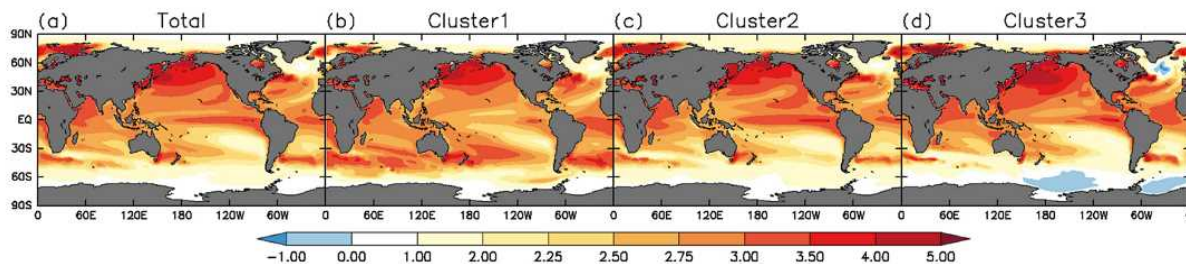 (a) Total (b) Cluster1 (c) Cluster2 (d) Cluster3
90N
60N
30N
EQ
30S
60S
90S
0 60E 120E 180 120W 60W 0 60E 120E 180 120W 60W 0 60E 120E 180 120W 60W 0 60E 120E 180 120W 60W 0
−1.00 0.00 1.00 2.00 2.25 2.50 2.75 3.00 3.50 4.00 5.00